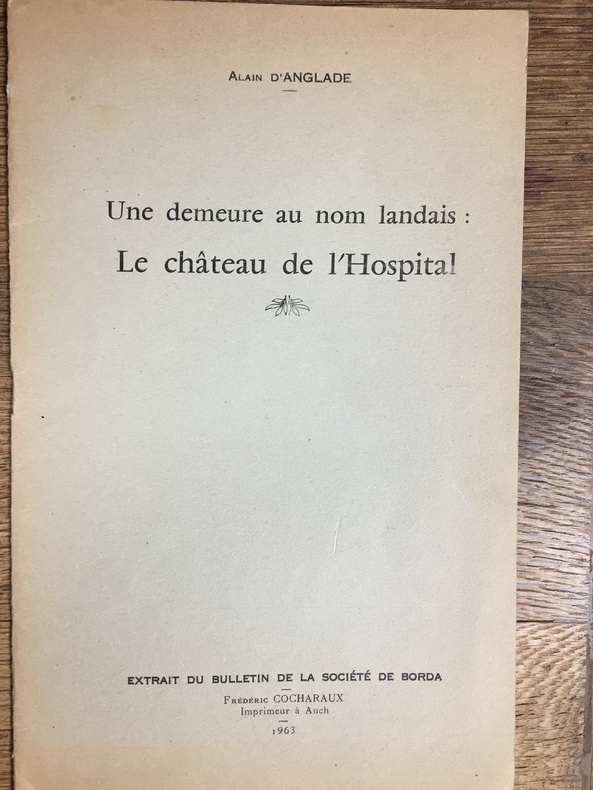 Alain D'ANGLADE
Une demeure au nom landais :
Le château de l'Hospital
EXTRAIT DU BULLETIN DE LA SOCIÉTÉ DE BORDA
Frédéric COCHARAUX
Imprimeur à Auch
1963